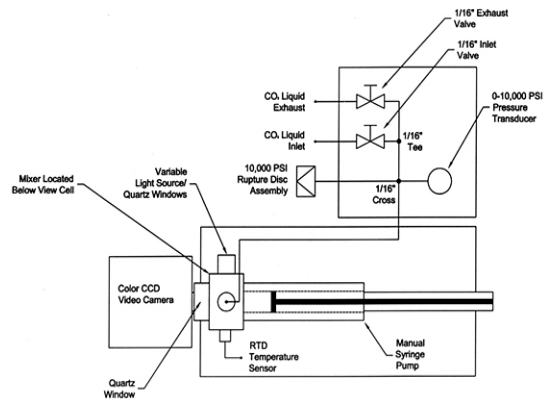 1/16" Exhaust
Valve
1/16" Inlet
Valve
CO₂ Liquid
Exhaust
0-10,000 PSI
Pressure
Transducer
CO₂ Liquid
Inlet
1/16"
Tee
10,000 PSI
Rupture Disc
Assembly
1/16"
Cross
Variable
Light Source/
Quartz Windows
Mixer Located
Below View Cell
Color CCD
Video Camera
RTD
Temperature
Sensor
Manual
Syringe
Pump
Quartz
Window